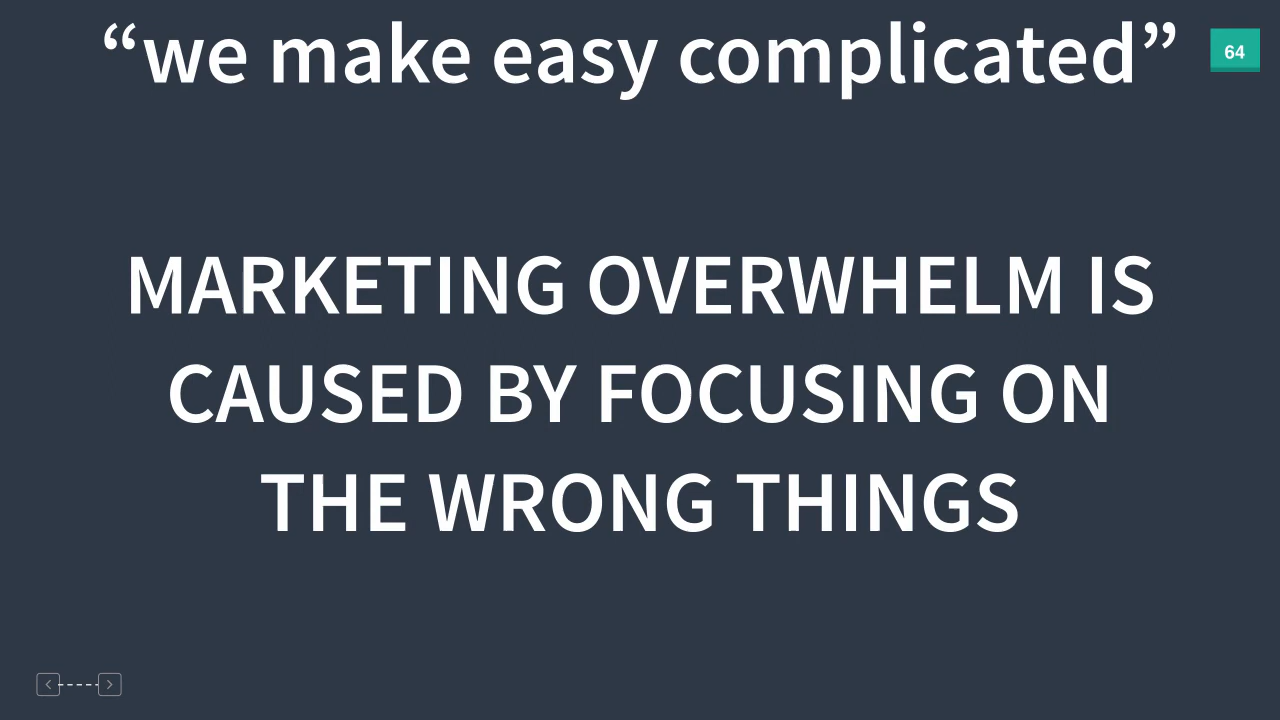 “we make easy complicated”
64
MARKETING OVERWHELM IS
CAUSED BY FOCUSING ON
THE WRONG THINGS